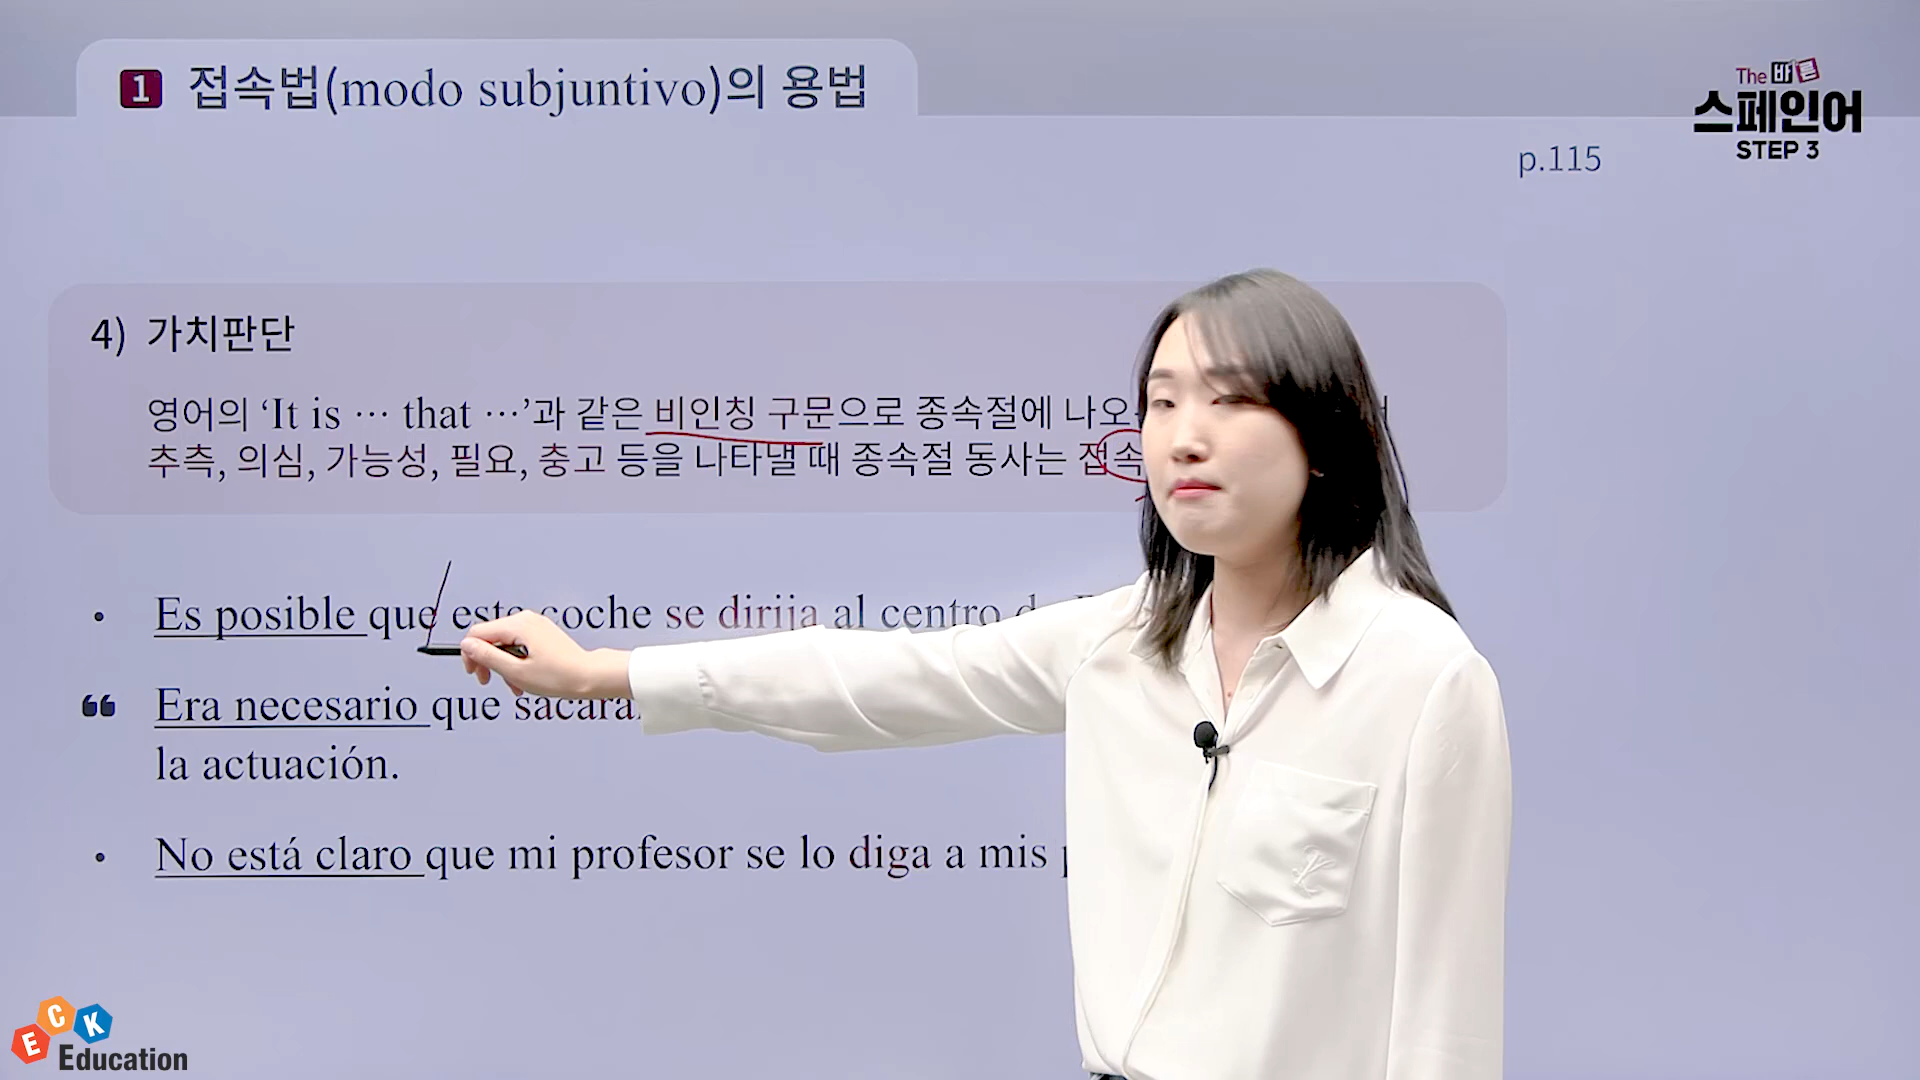 1 접속법(modo subjuntivo)의 용법
The 바른
스페인어
STEP 3
p.115
4) 가치판단
영어의 ‘It is ··· that ···’과 같은 비인칭 구문으로 종속절에
추측, 의심, 가능성, 필요, 충고 등을 나타낼 때 종속절 동사는
Es posible que este coche se dirija al centro
Era necesario que
la actuación.
No está claro que mi profesor se lo diga a mis
ECK
Education